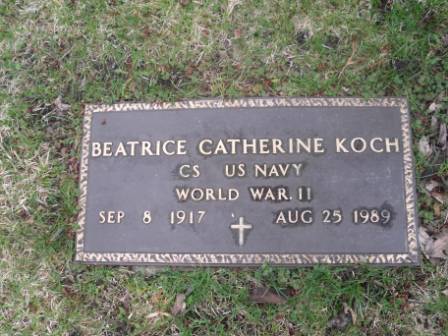 BEATRICE CATHERINE KOCH
CS US NAVY
WORLD WAR II
SEP 8 1917 AUG 25 1989